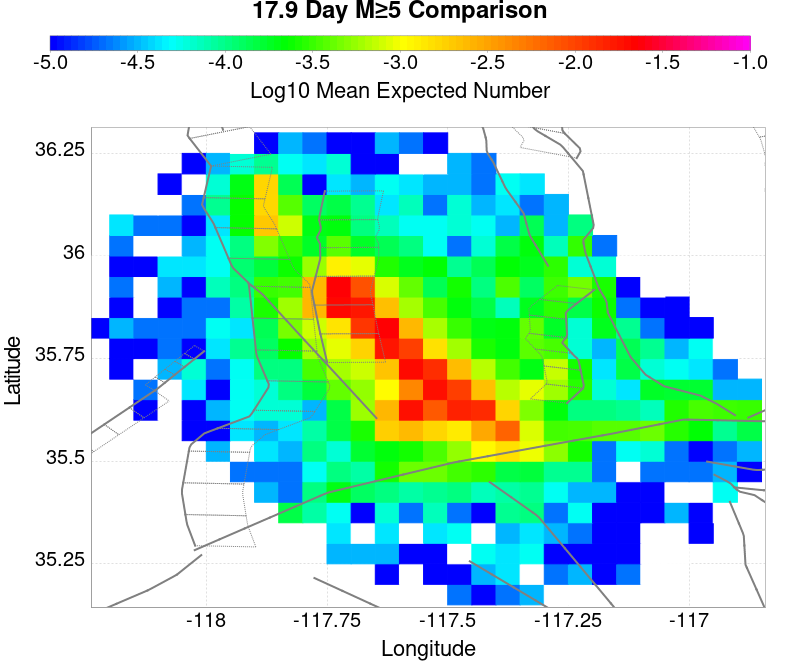 17.9 Day M≥5 Comparison
-5.0 -4.5 -4.0 -3.5 -3.0 -2.5 -2.0 -1.5 -1.0
Log10 Mean Expected Number
36.25
36
35.75
35.5
35.25
Latitude
-118 -117.75 -117.5 -117.25 -117
Longitude